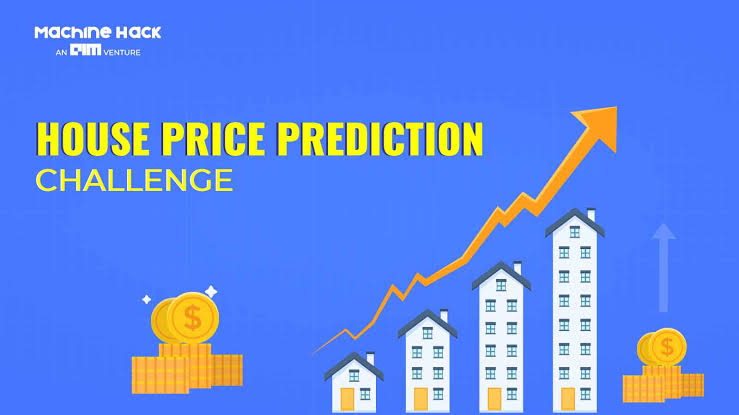 MACHINE HACK
AN AIM VENTURE
HOUSE PRICE PREDICTION
CHALLENGE
$
$